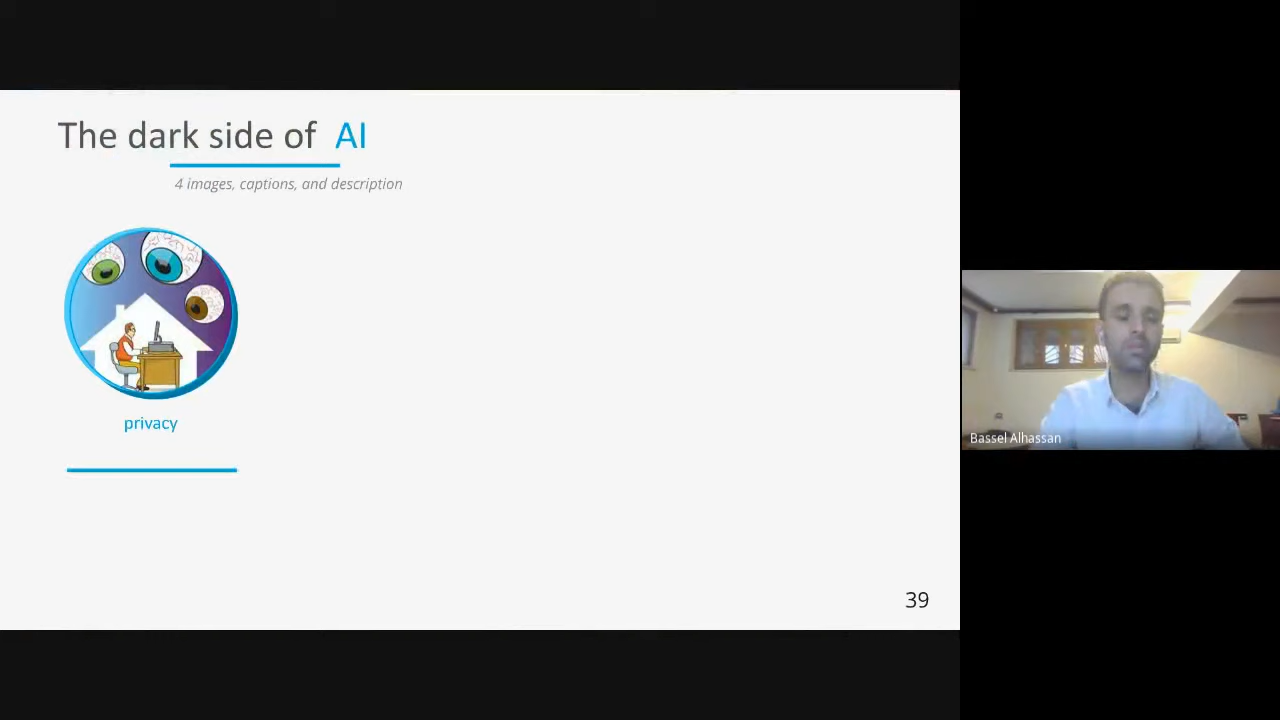 The dark side of AI
4 images, captions, and description
privacy
39
Bassel Alhassan